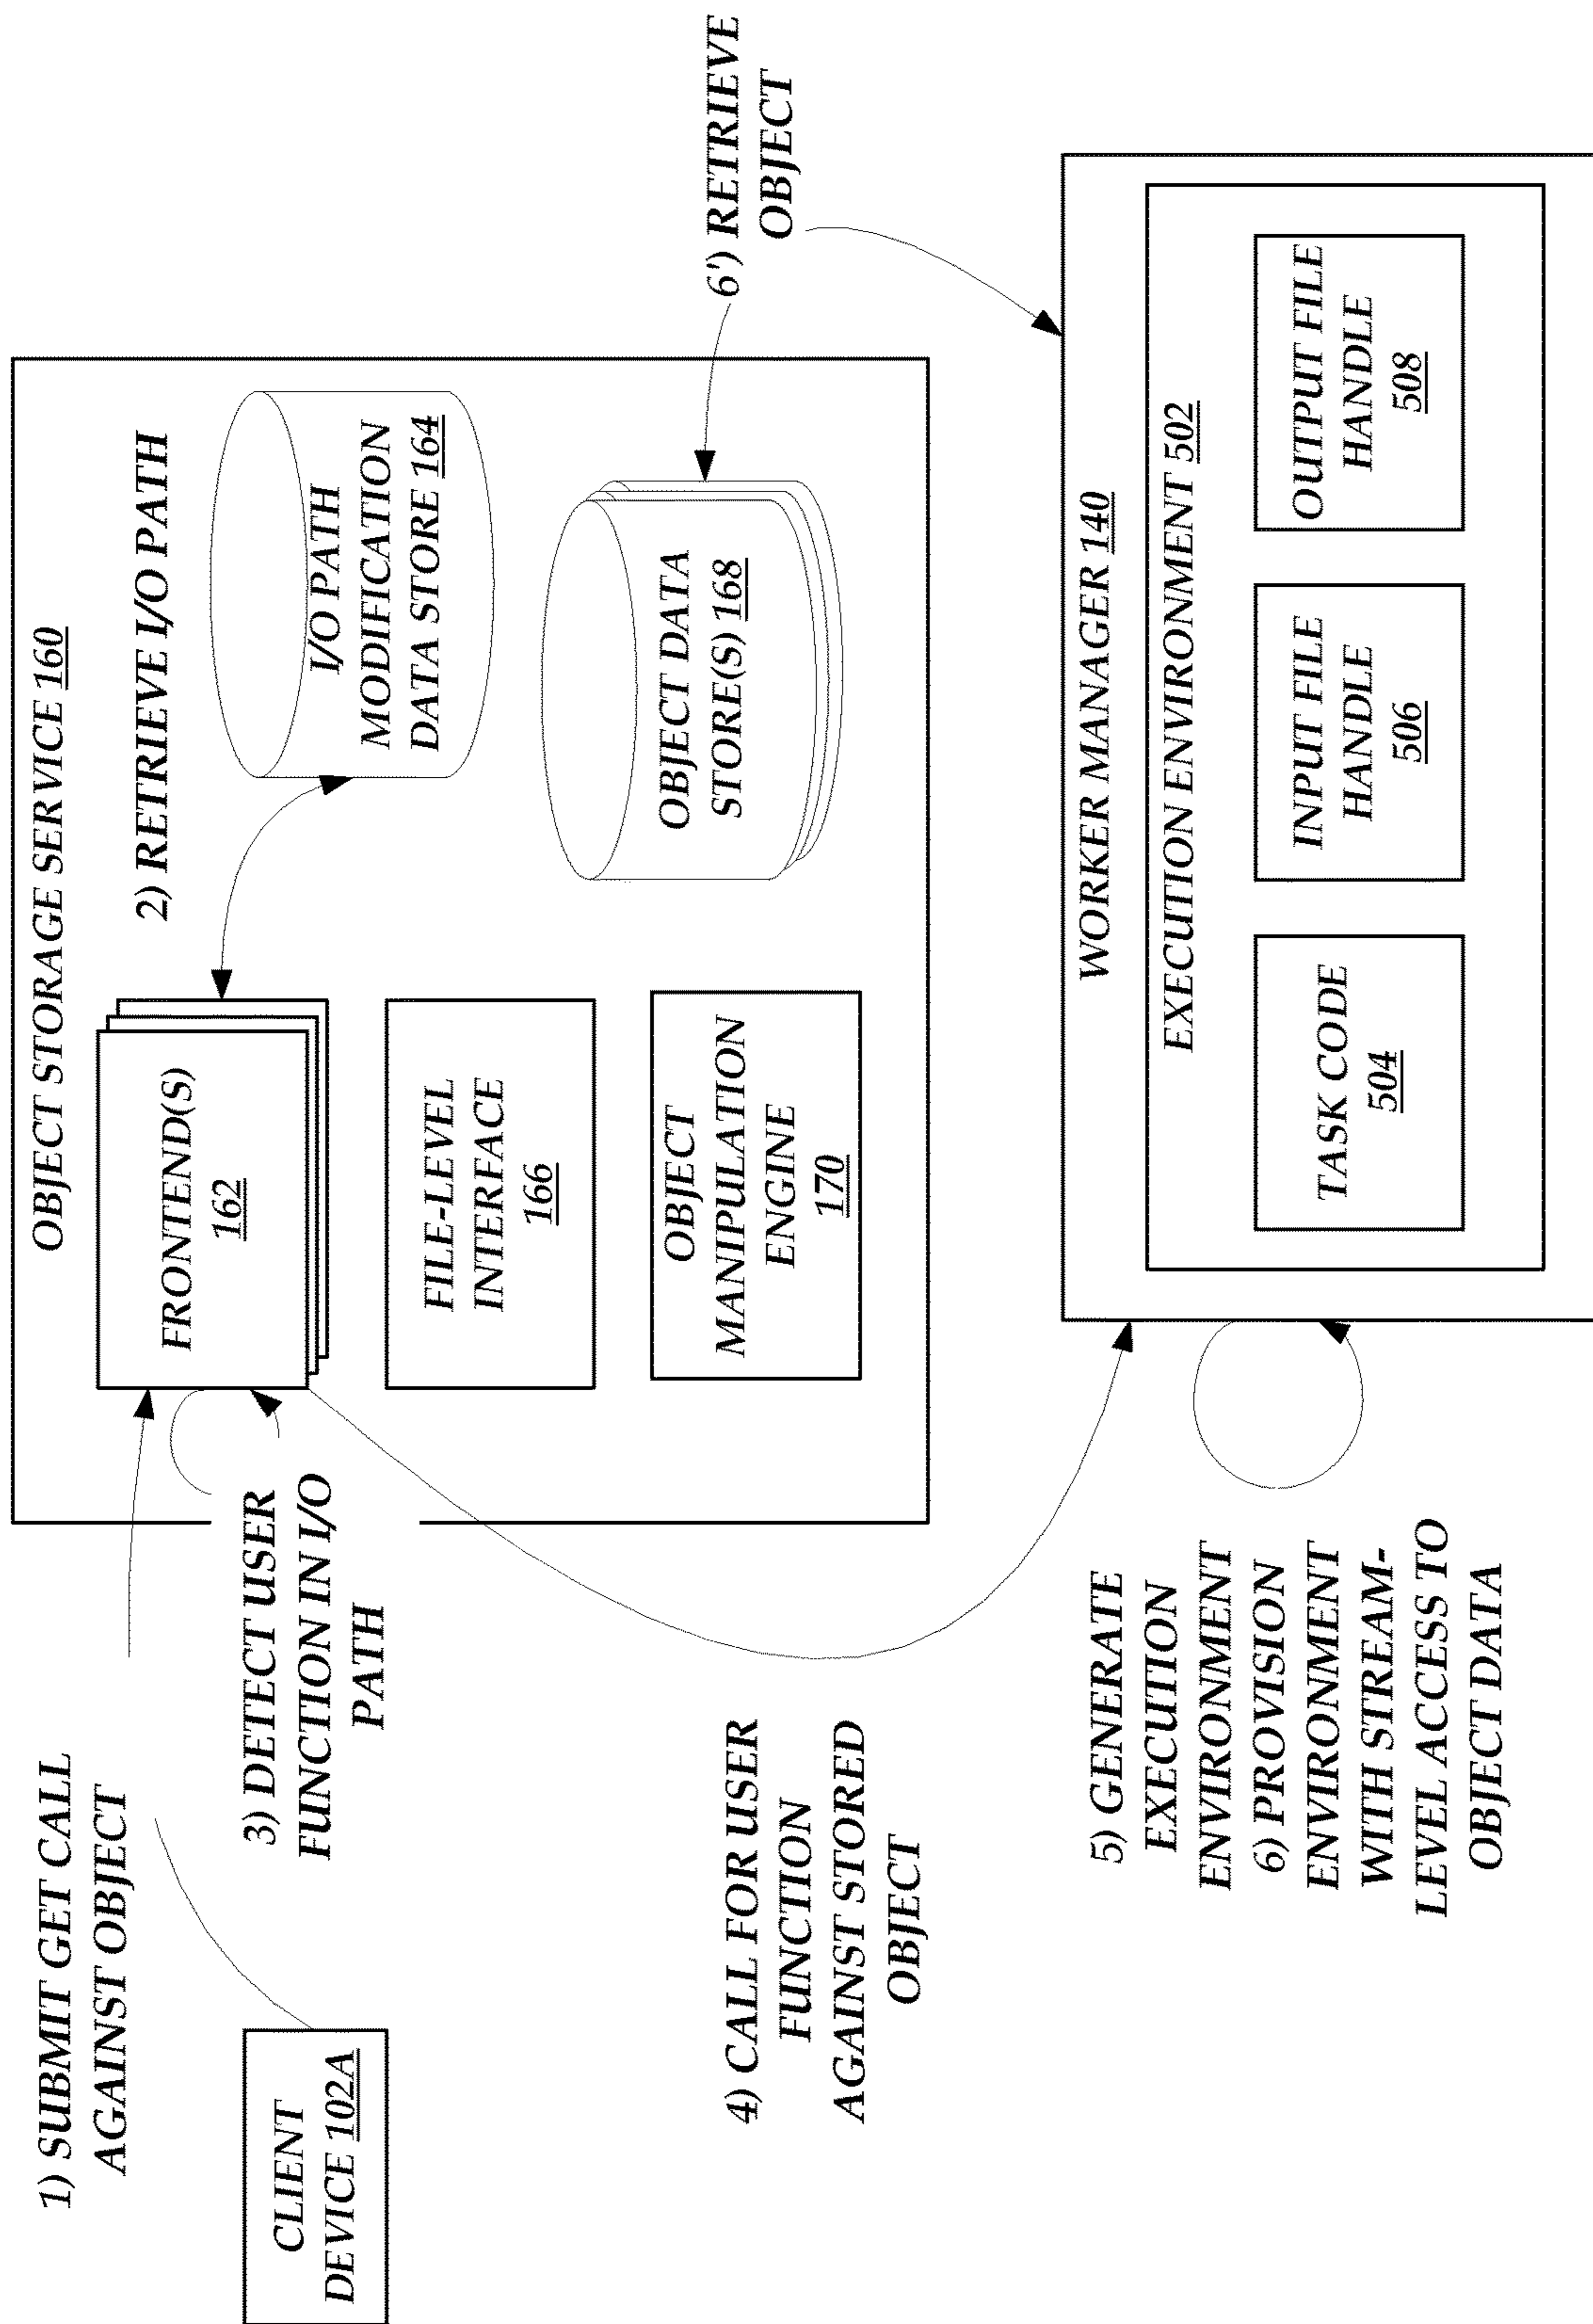 1) SUBMIT GET CALL
AGAINST OBJECT
CLIENT
DEVICE 102A
OBJECT STORAGE SERVICE 160
FRONTEND(S)
162
2) RETRIEVE I/O PATH
I/O PATH
MODIFICATION
DATA STORE 164
3) DETECT USER
FUNCTION IN I/O
PATH
FILE-LEVEL
INTERFACE
166
OBJECT
MANIPULATION
ENGINE
170
OBJECT DATA
STORE(S) 168
6') RETRIEVE
OBJECT
4) CALL FOR USER
FUNCTION
AGAINST STORED
OBJECT
5) GENERATE
EXECUTION
ENVIRONMENT
6) PROVISION
ENVIRONMENT
WITH STREAM-
LEVEL ACCESS TO
OBJECT DATA
WORKER MANAGER 140
EXECUTION ENVIRONMENT 502
TASK CODE
504
INPUT FILE
HANDLE
506
OUTPUT FILE
HANDLE
508